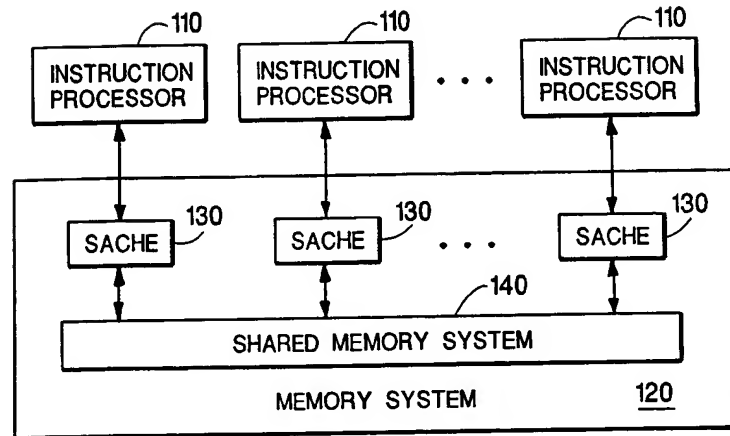 110 110 110
INSTRUCTION PROCESSOR
INSTRUCTION PROCESSOR
. . .
INSTRUCTION PROCESSOR
SACHE 130
SACHE 130
. . .
SACHE 130
140
SHARED MEMORY SYSTEM
MEMORY SYSTEM 120